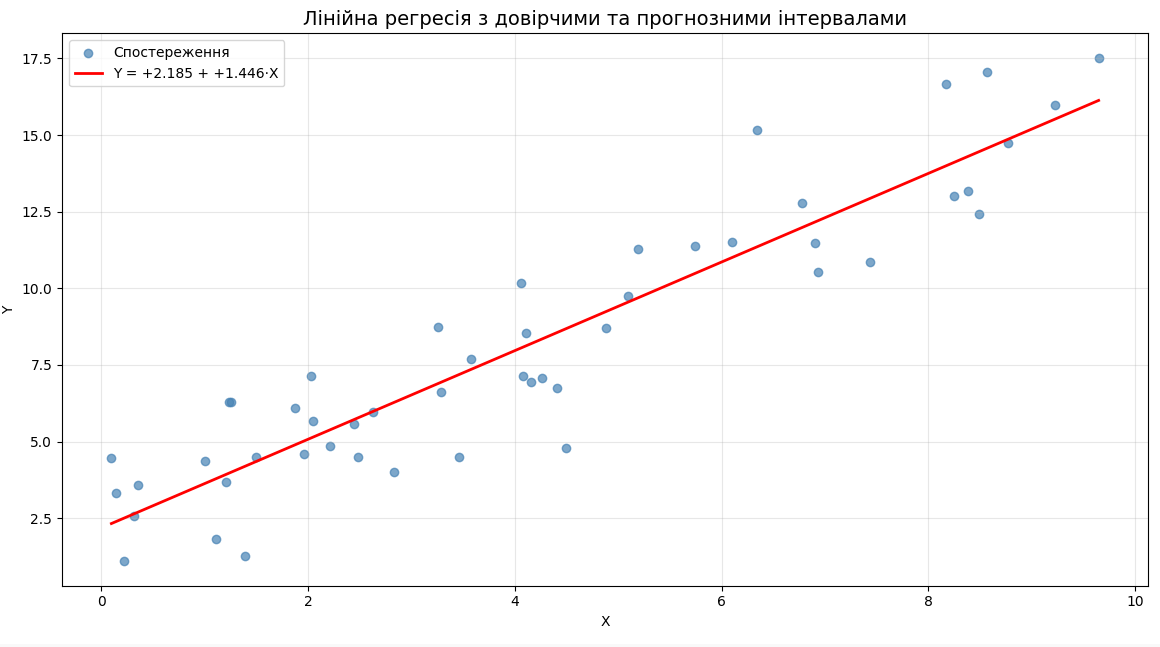 Лінійна регресія з довірчими та прогнозними інтервалами
Спостереження
Y = +2.185 + +1.446·X
17.5
15.0
12.5
10.0
7.5
5.0
2.5
Y
0
2
4
6
8
10
X